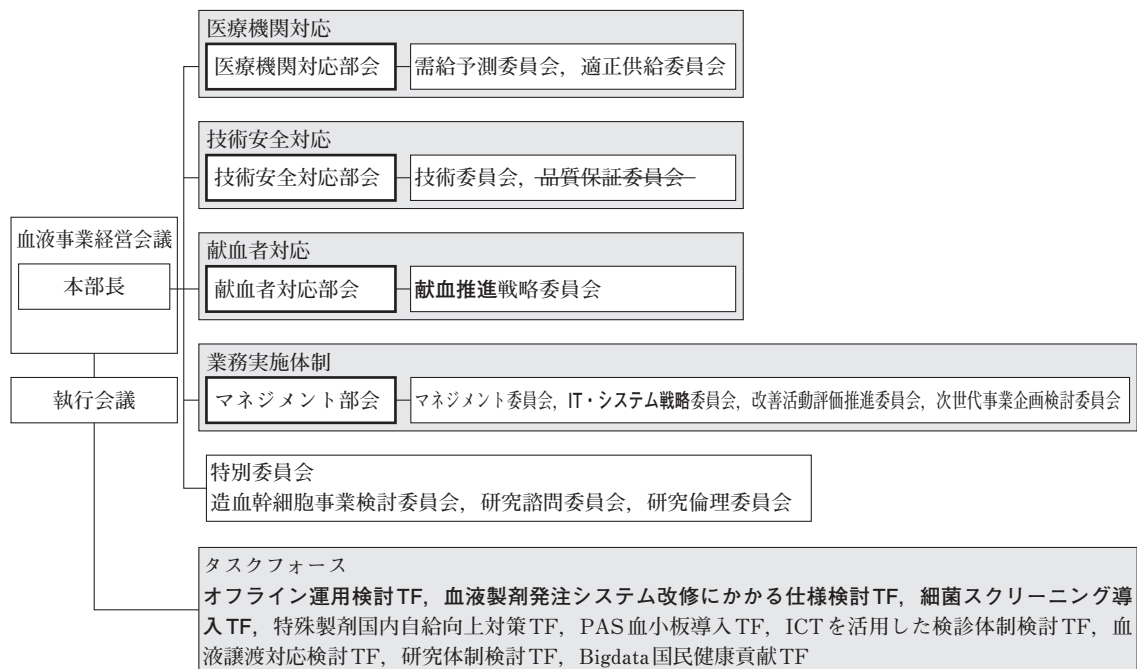 医療機関対応
医療機関対応部会
需給予測委員会，適正供給委員会
技術安全対応
技術安全対応部会
技術委員会，品質保証委員会
血液事業経営会議
本部長
献血者対応
献血者対応部会
献血推進戦略委員会
執行会議
業務実施体制
マネジメント部会
マネジメント委員会，IT・システム戦略委員会，改善活動評価推進委員会，次世代事業企画検討委員会
特別委員会
造血幹細胞事業検討委員会，研究諮問委員会，研究倫理委員会
タスクフォース
オフライン運用検討TF，血液製剤発注システム改修にかかる仕様検討TF，細菌スクリーニング導
入TF，特殊製剤国内自給向上対策TF，PAS血小板導入TF，ICTを活用した検診体制検討TF，血
液譲渡対応検討TF，研究体制検討TF，Bigdata国民健康貢献TF